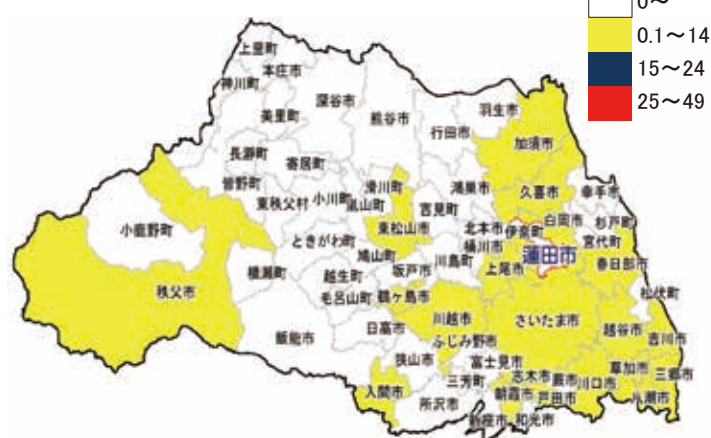 0～
0.1～14
15～24
25～49
上里町
本庄市
神川町
美里町
深谷市
熊谷市
行田市
羽生市
加須市
長瀞町
寄居町
皆野町
東秩父村
小川町
滑川町
嵐山町
吉見町
鴻巣市
久喜市
幸手市
小鹿野町
ときがわ町
東松山市
北本市
桶川市
伊奈町
白岡市
杉戸町
宮代町
蓮田市
春日部市
横瀬町
越生町
鳩山町
坂戸市
川島町
上尾市
松伏町
秩父市
毛呂山町
鶴ヶ島市
川越市
さいたま市
越谷市
吉川市
飯能市
日高市
ふじみ野市
狭山市
富士見市
三芳町
志木市
蕨市
川口市
草加市
三郷市
入間市
所沢市
朝霞市
戸田市
八潮市
新座市
和光市